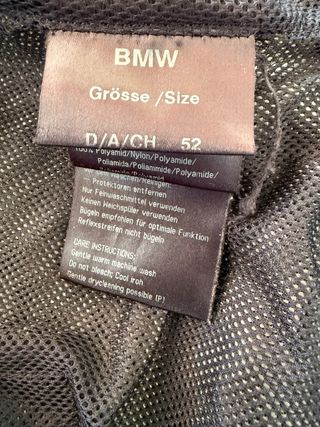 BMW
Grösse /Size
D/A/CH 52
100% Polyamid/Nylon/Polyamide/
Poliamida/Poliammide/Polyamide/
Waschen/Reinigen:
Protektoren entfernen
Nur Feinwaschmittel verwenden
Keinen Weichspüler verwenden
Bügeln empfohlen für optimale Funktion
Reflexstreifen nicht bügeln
CARE INSTRUCTIONS:
Gentle warm machine wash
Do not bleach; Cool iron
Gentle drycleaning possible (P)